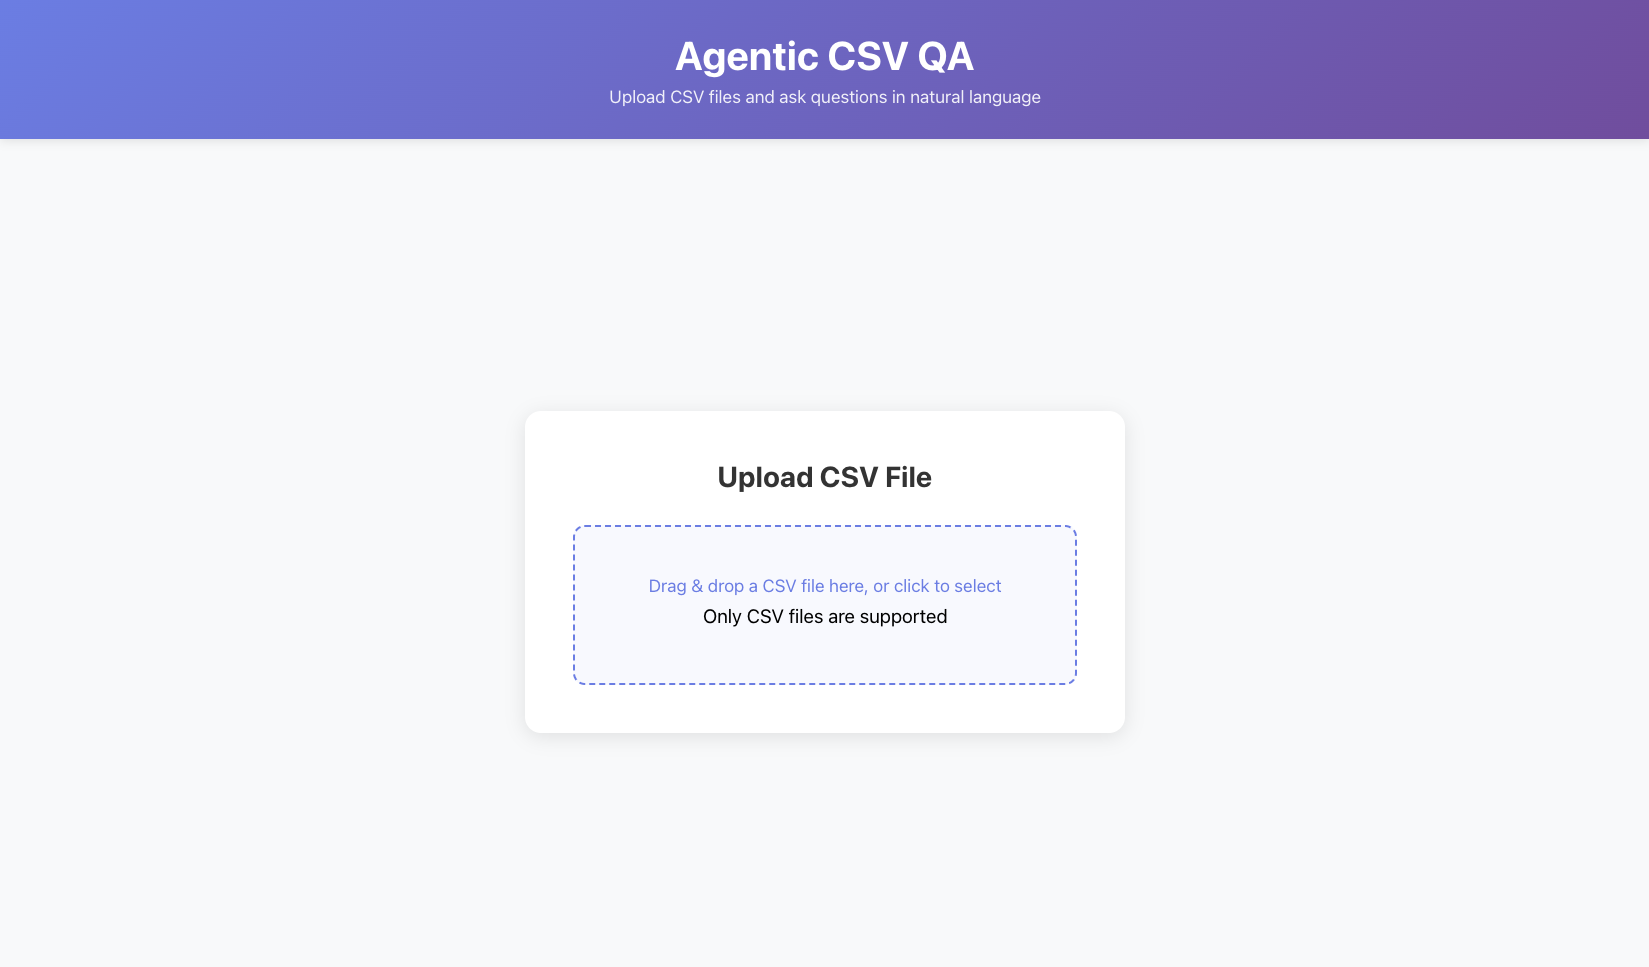 Agentic CSV QA
Upload CSV files and ask questions in natural language
Upload CSV File
Drag & drop a CSV file here, or click to select
Only CSV files are supported